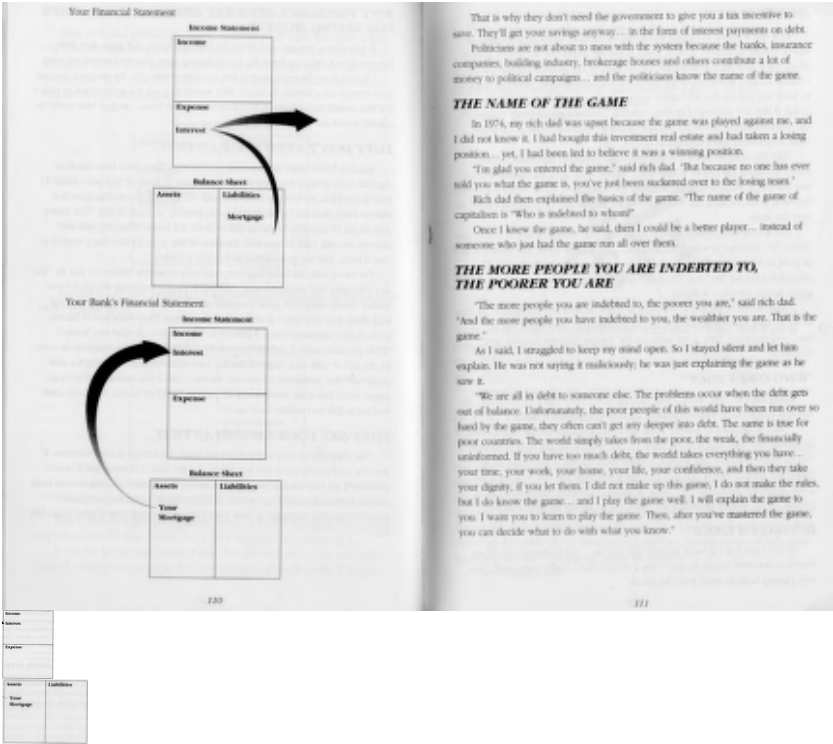 Your Financial Statement
Income Statement
Income
Expense
Interest
Balance Sheet
Assets Liabilities
Mortgage
Your Bank's Financial Statement
Income Statement
Income
Interest
Expense
Balance Sheet
Assets Liabilities
Your
Mortgage
110
That is why they don't need the government to give you a tax incentive to
save. They'll get your savings anyway… in the form of interest payments on debt.
Politicians are not about to mess with the system because the banks, insurance
companies, building industry, brokerage houses and others contribute a lot of
money to political campaigns… and the politicians know the name of the game.
THE NAME OF THE GAME
In 1974, my rich dad was upset because the game was played against me, and
I did not know it. I had bought this investment real estate and had taken a losing
position… yet, I had been led to believe it was a winning position.
"I'm glad you entered the game," said rich dad. "But because no one has ever
told you what the game is, you've just been suckered over to the losing team."
Rich dad then explained the basics of the game. "The name of the game of
capitalism is "Who is indebted to whom?"
Once I knew the game, he said, then I could be a better player… instead of
someone who just had the game run all over them.
THE MORE PEOPLE YOU ARE INDEBTED TO,
THE POORER YOU ARE
"The more people you are indebted to, the poorer you are," said rich dad.
"And the more people you have indebted to you, the wealthier you are. That is the
game."
As I said, I struggled to keep my mind open. So I stayed silent and let him
explain. He was not saying it maliciously; he was just explaining the game as he
saw it.
"We are all in debt to someone else. The problems occur when the debt gets
out of balance. Unfortunately, the poor people of this world have been run over so
hard by the game, they often can't get any deeper into debt. The same is true for
poor countries. The world simply takes from the poor, the weak, the financially
uninformed. If you have too much debt, the world takes everything you have…
your time, your work, your home, your life, your confidence, and then they take
your dignity, if you let them. I did not make up this game, I do not make the rules,
but I do know the game… and I play the game well. I will explain the game to
you. I want you to learn to play the game. Then, after you've mastered the game,
you can decide what to do with what you know."
111
Income
Interest
Expense
Assets Liabilities
Your
Mortgage